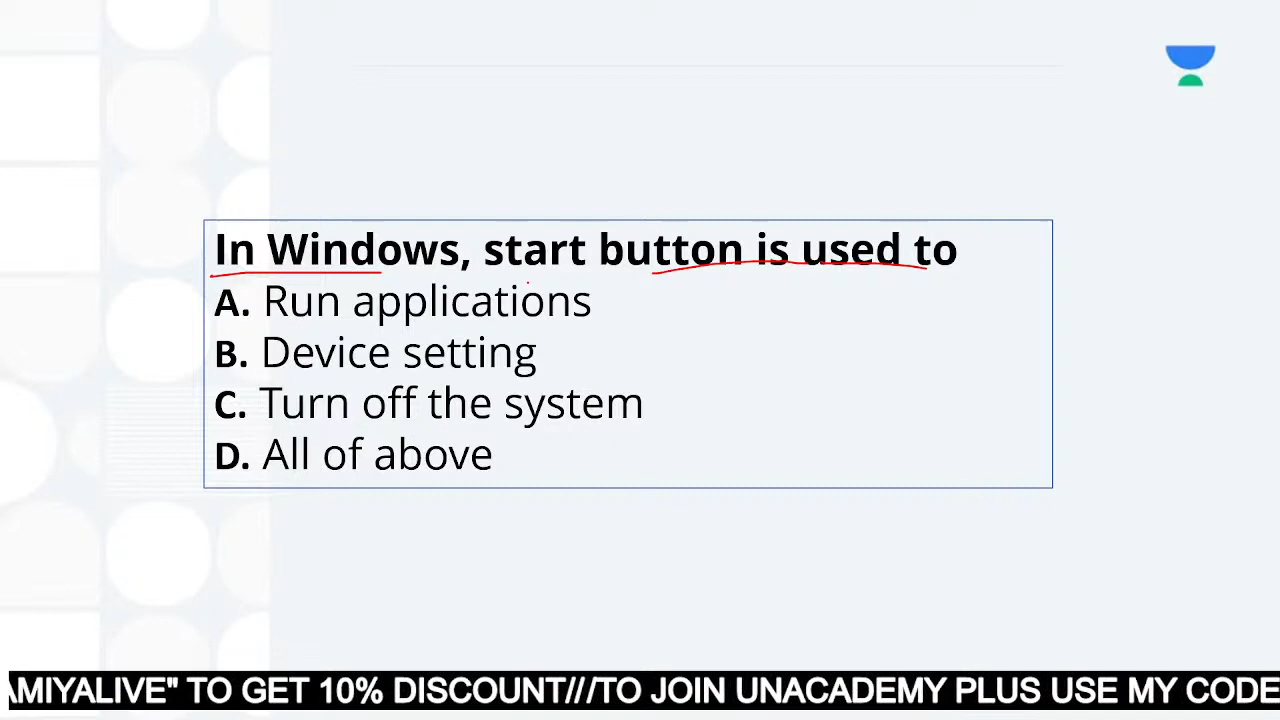 In Windows, start button is used to
A. Run applications
B. Device setting
C. Turn off the system
D. All of above
AMIYALIVE" TO GET 10% DISCOUNT///TO JOIN UNACADEMY PLUS USE MY CODE